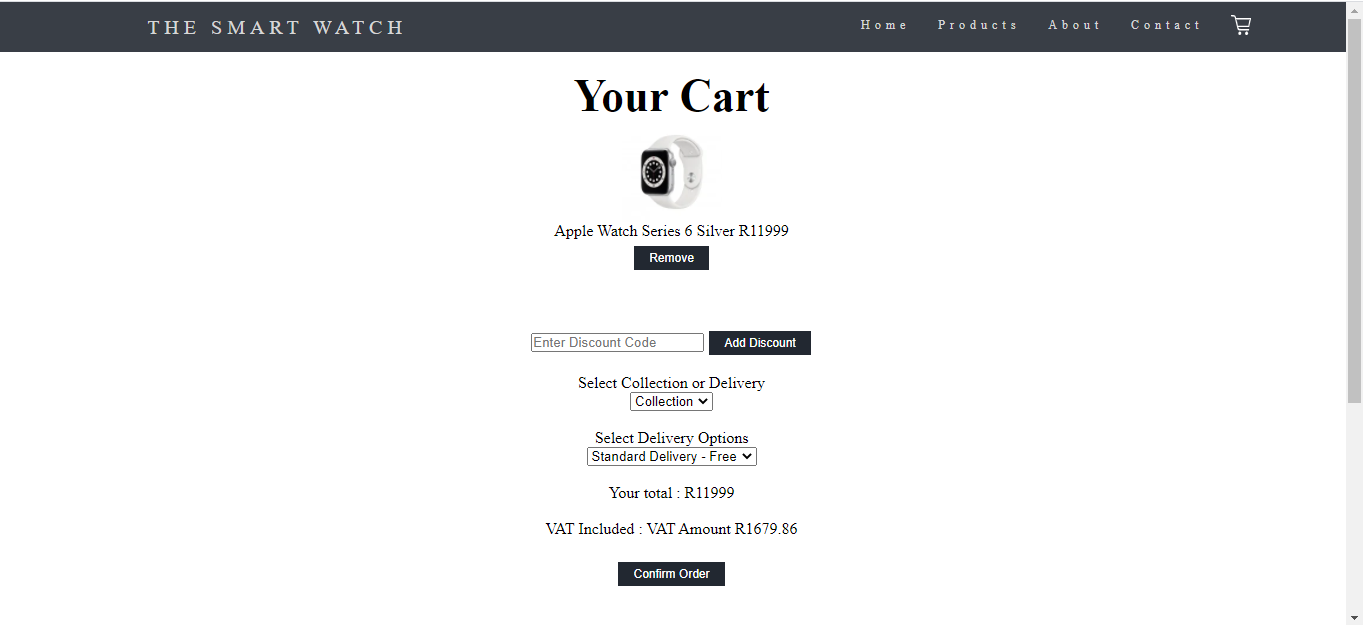 THE SMART WATCH
Home Products About Contact
Your Cart
Apple Watch Series 6 Silver R11999
Remove
Enter Discount Code Add Discount
Select Collection or Delivery
Collection
Select Delivery Options
Standard Delivery - Free
Your total : R11999
VAT Included : VAT Amount R1679.86
Confirm Order